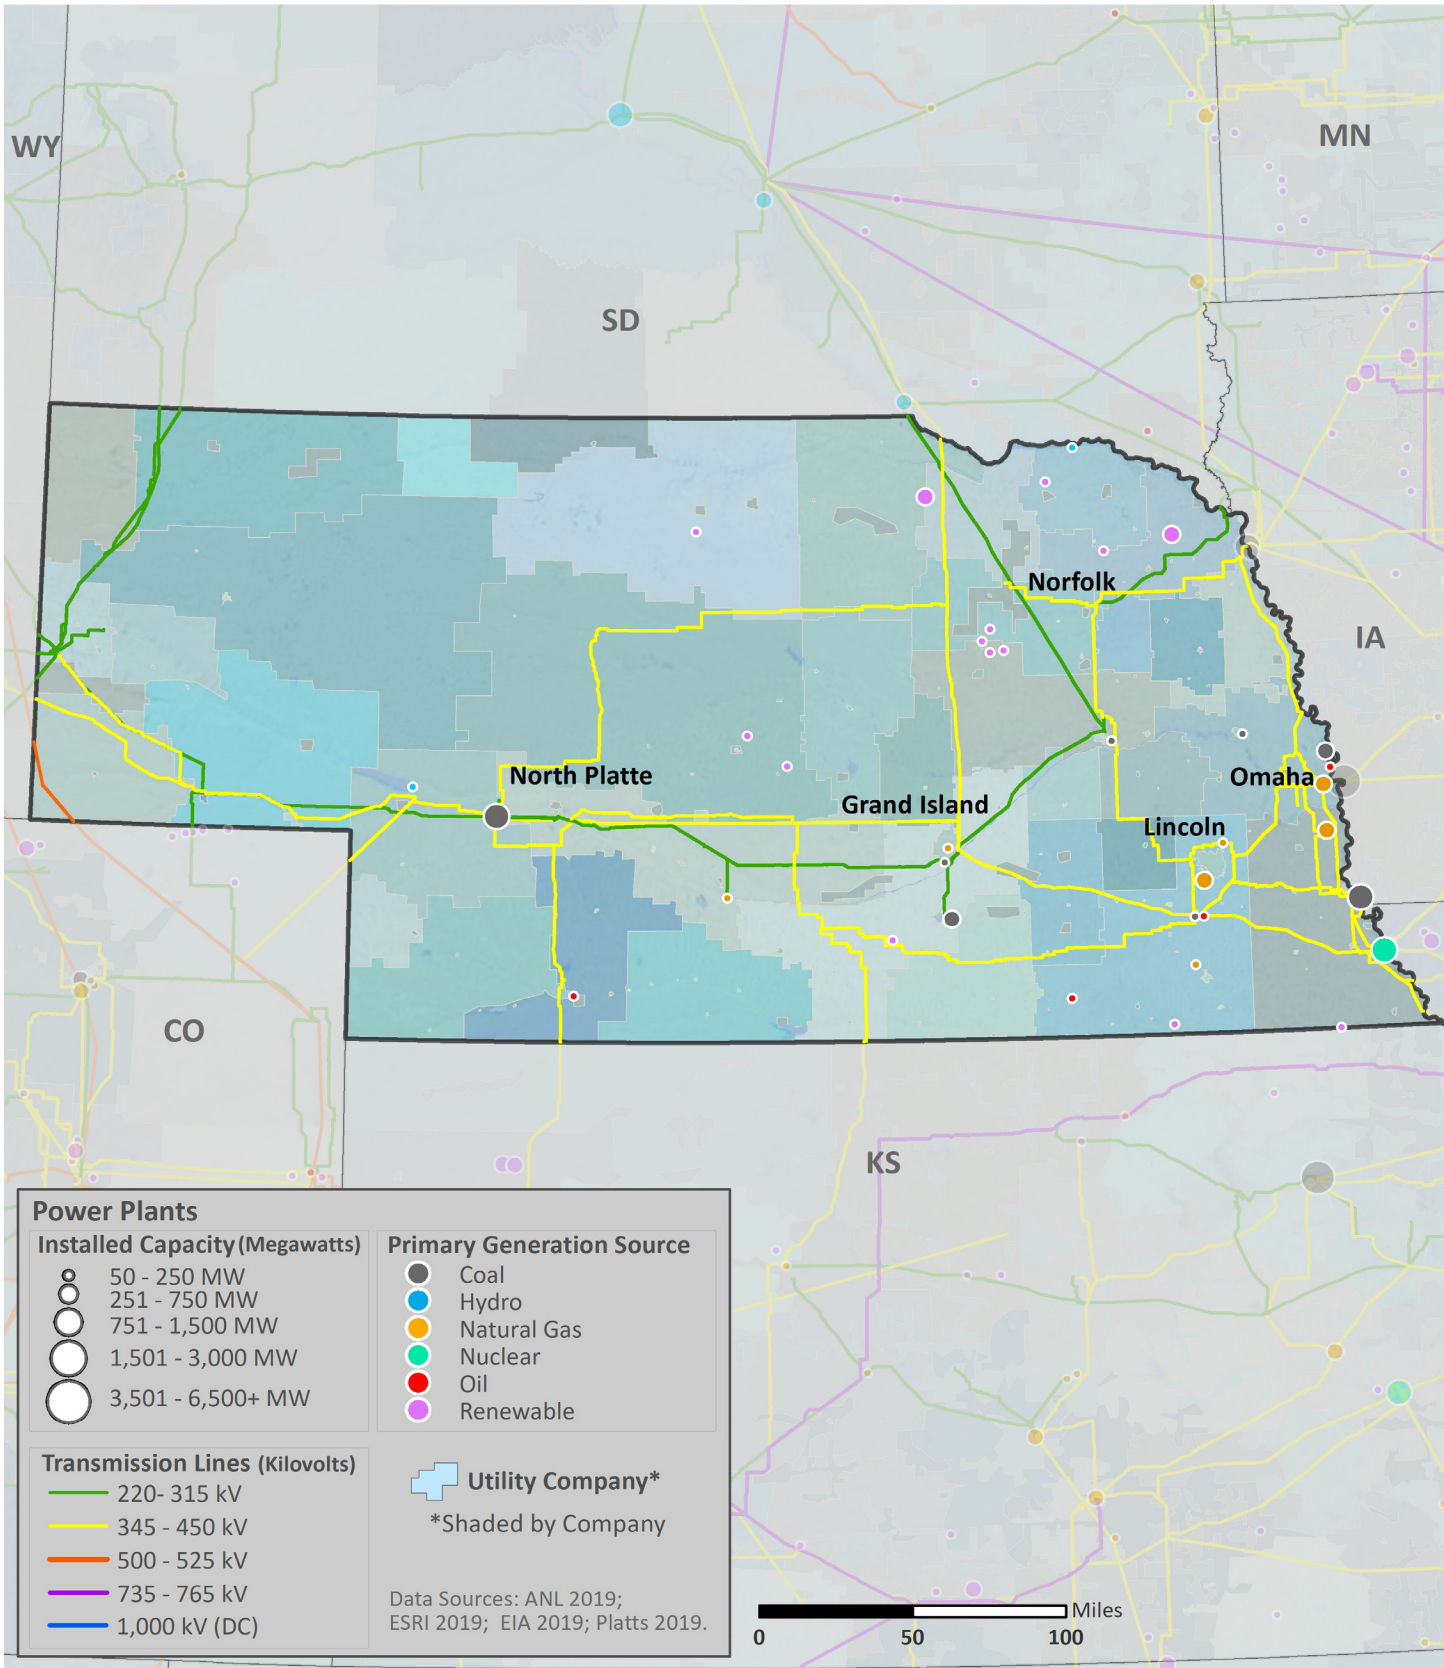 WY
MN
SD
IA
Norfolk
North Platte
Omaha
Grand Island
Lincoln
CO
KS
Power Plants
Installed Capacity (Megawatts)
50 - 250 MW
251 - 750 MW
751 - 1,500 MW
1,501 - 3,000 MW
3,501 - 6,500+ MW
Primary Generation Source
Coal
Hydro
Natural Gas
Nuclear
Oil
Renewable
Transmission Lines (Kilovolts)
220- 315 kV
345 - 450 kV
500 - 525 kV
735 - 765 kV
1,000 kV (DC)
Utility Company*
*Shaded by Company
Data Sources: ANL 2019;
ESRI 2019; EIA 2019; Platts 2019.
Miles
0 50 100